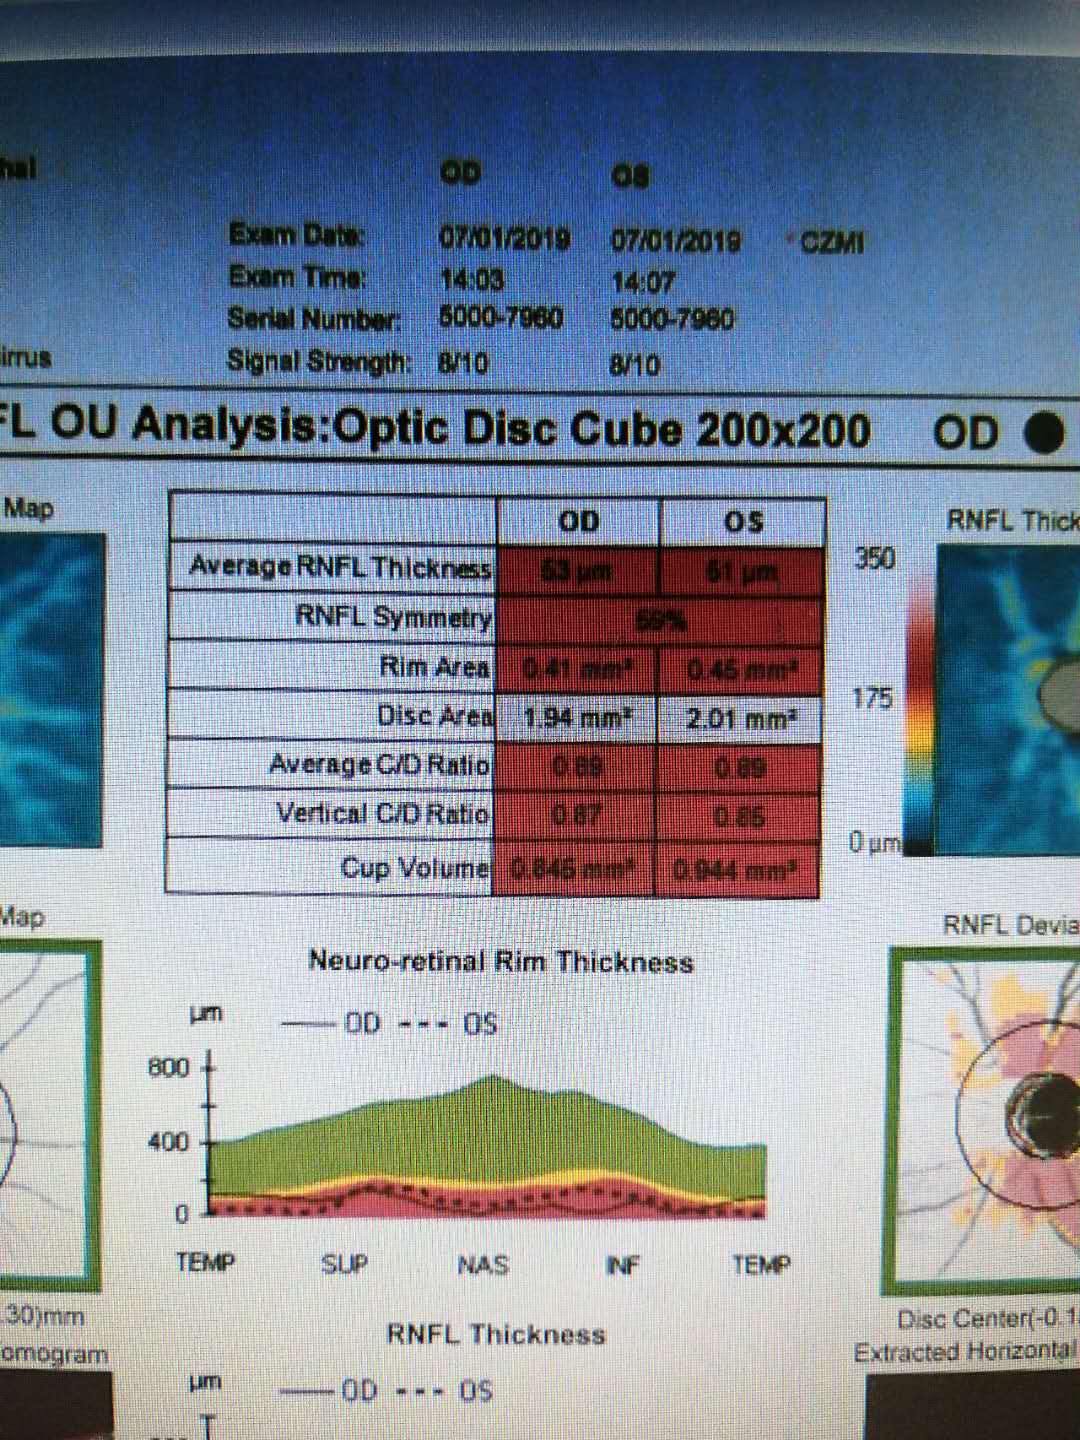 OD OS
Exam Date: 07/01/2019 07/01/2019 CZMI
Exam Time: 14:03 14:07
Serial Number: 5000-7960 5000-7960
irrus
Signal Strength: 8/10 8/10
FL OU Analysis:Optic Disc Cube 200x200 OD
Map
RNFL Thick
OD OS
Average RNFL Thickness 53 µm 51 µm
RNFL Symmetry
Rim Area 0.41 mm² 0.45 mm²
Disc Area 1.94 mm² 2.01 mm²
Average C/D Ratio 0.89 0.89
Vertical C/D Ratio 0.87 0.85
Cup Volume 0.845 mm³ 0.944 mm³
350
175
0 µm
Map
RNFL Devia
Neuro-retinal Rim Thickness
µm
OD OS
800
400
0
TEMP SUP NAS INF TEMP
.30)mm
omogram
Disc Center(-0.1
Extracted Horizontal
RNFL Thickness
µm
OD OS